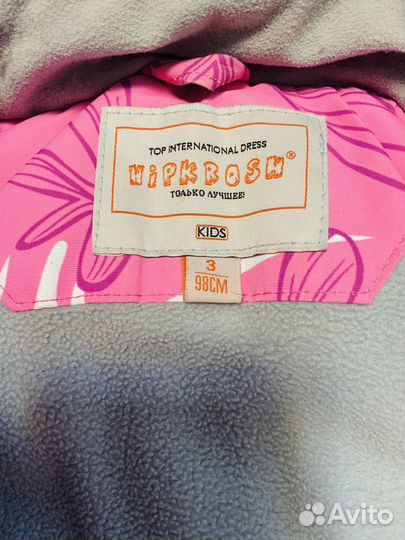 TOP INTERNATIONAL DRESS
HiPKROSH®
ТОЛЬКО ЛУЧШЕЕ!
KIDS
3
98CM
Avito